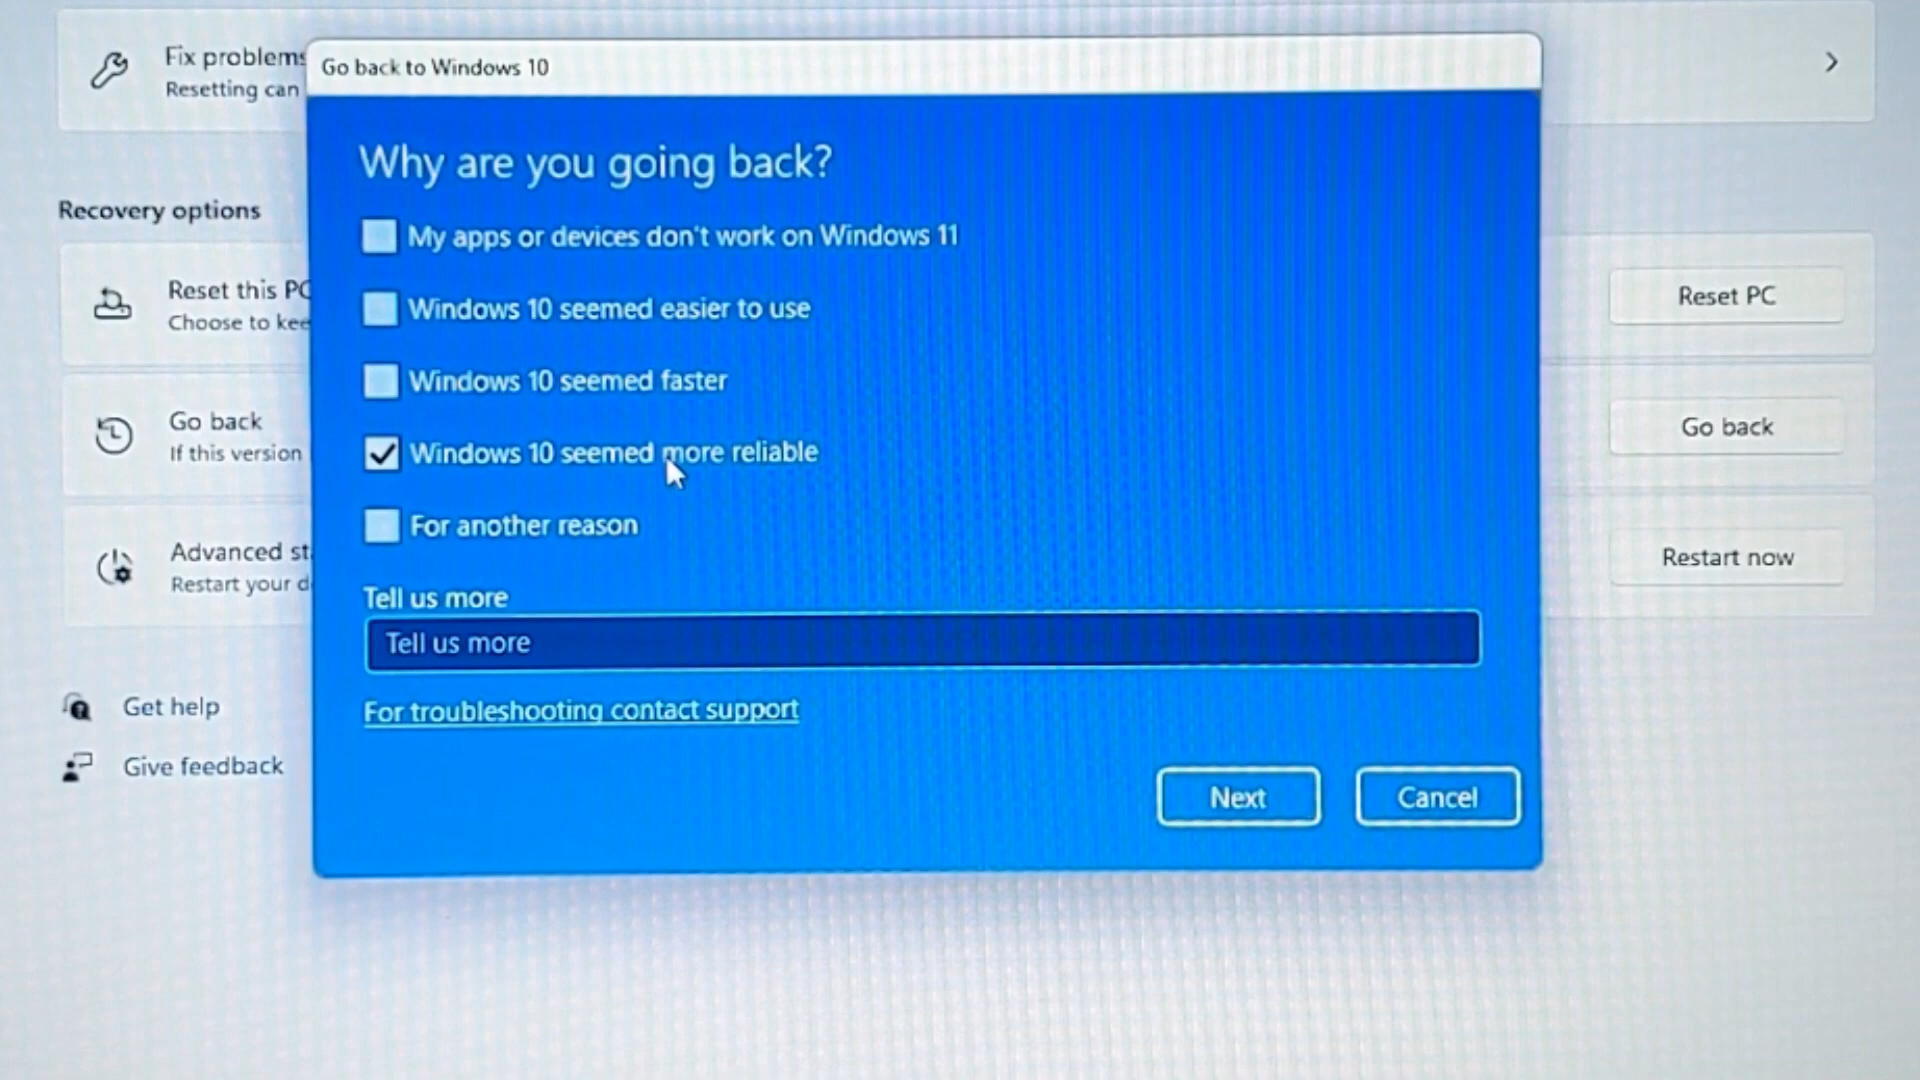 Fix problems
Resetting can
Go back to Windows 10
Why are you going back?
My apps or devices don't work on Windows 11
Windows 10 seemed easier to use
Windows 10 seemed faster
Windows 10 seemed more reliable
For another reason
Tell us more
Tell us more
For troubleshooting contact support
Next
Cancel
Recovery options
Reset this PC
Choose to kee
Reset PC
Go back
If this version
Go back
Advanced st
Restart your d
Restart now
Get help
Give feedback